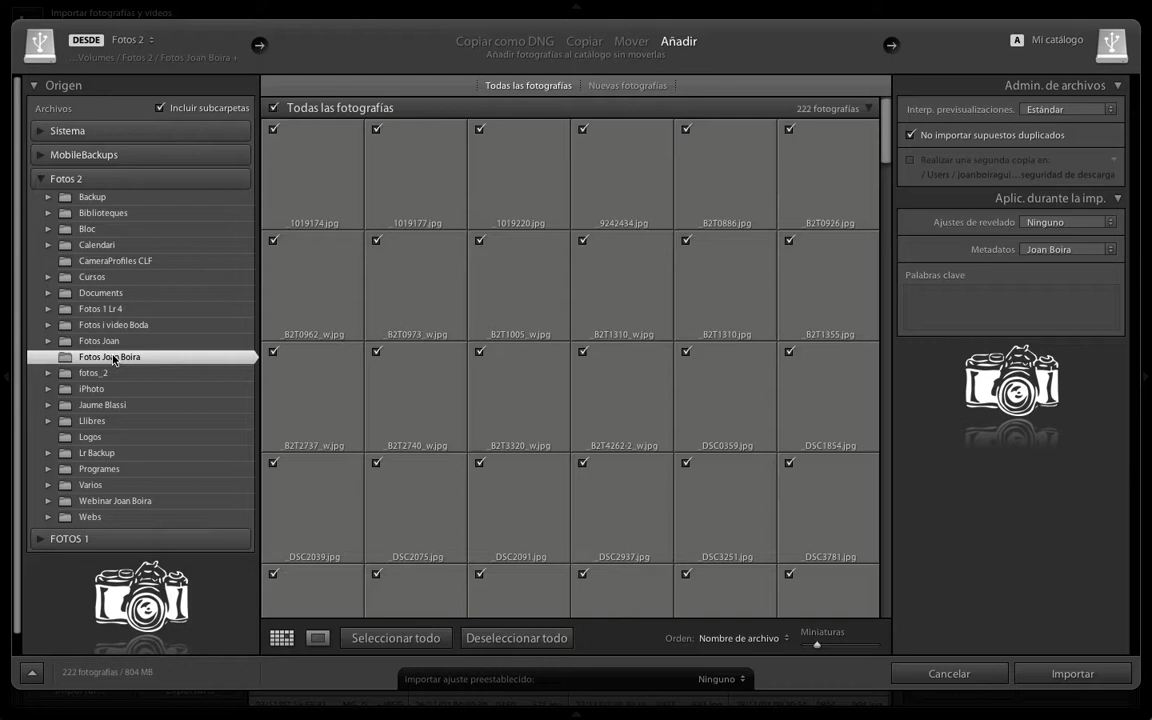 Importar fotografías y vídeos
DESDE Fotos 2
...Volumes / Fotos 2 / Fotos Joan Boira +
Copiar como DNG Copiar Mover Añadir
Añadir fotografías al catálogo sin moverlas
A Mi catálogo
Origen
Archivos Incluir subcarpetas
Sistema
MobileBackups
Fotos 2
Backup
Biblioteques
Bloc
Calendari
CameraProfiles CLF
Cursos
Documents
Fotos 1 Lr 4
Fotos i video Boda
Fotos Joan
Fotos Joan Boira
fotos_2
iPhoto
Jaume Blassi
Llibres
Logos
Lr Backup
Programes
Varios
Webinar Joan Boira
Webs
FOTOS 1
Todas las fotografías Nuevas fotografías
Todas las fotografías 222 fotografías
_1019174.jpg _1019177.jpg _1019220.jpg _9242434.jpg _B2T0886.jpg _B2T0926.jpg
_B2T0962_w.jpg _B2T0973_w.jpg _B2T1005_w.jpg _B2T1310_w.jpg _B2T1310.jpg _B2T1355.jpg
_B2T2737_w.jpg _B2T2740_w.jpg _B2T3320_w.jpg _B2T4262-2_w.jpg _DSC0359.jpg _DSC1854.jpg
_DSC2039.jpg _DSC2075.jpg _DSC2091.jpg _DSC2937.jpg _DSC3251.jpg _DSC3781.jpg
Seleccionar todo Deseleccionar todo Orden: Nombre de archivo Miniaturas
Admin. de archivos
Interp. previsualizaciones. Estándar
No importar supuestos duplicados
Realizar una segunda copia en:
/ Users / joanboiragui... seguridad de descarga
Aplic. durante la imp.
Ajustes de revelado Ninguno
Metadatos Joan Boira
Palabras clave
222 fotografías / 804 MB
Importar ajuste preestablecido: Ninguno
Cancelar Importar